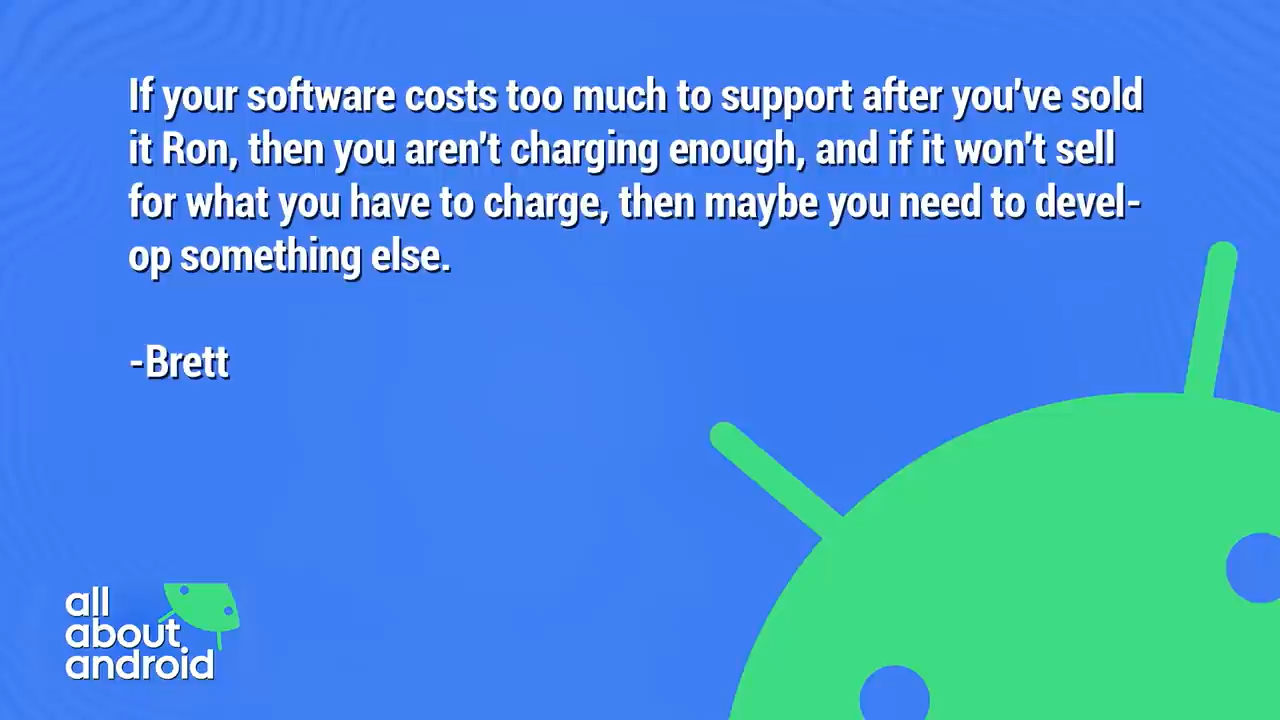 If your software costs too much to support after you've sold
it Ron, then you aren't charging enough, and if it won't sell
for what you have to charge, then maybe you need to devel-
op something else.
-Brett
all
about
android